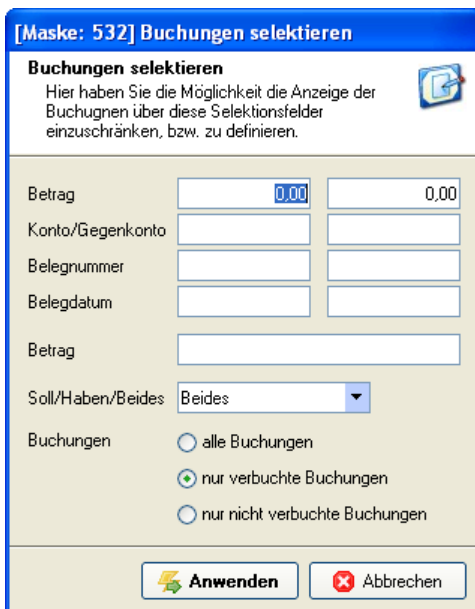 [Maske: 532] Buchungen selektieren
Buchungen selektieren
Hier haben Sie die Möglichkeit die Anzeige der
Buchugnen über diese Selektionsfelder
einzuschränken, bzw. zu definieren.
Betrag 0,00 0,00
Konto/Gegenkonto
Belegnummer
Belegdatum
Betrag
Soll/Haben/Beides Beides
Buchungen alle Buchungen
nur verbuchte Buchungen
nur nicht verbuchte Buchungen
Anwenden Abbrechen